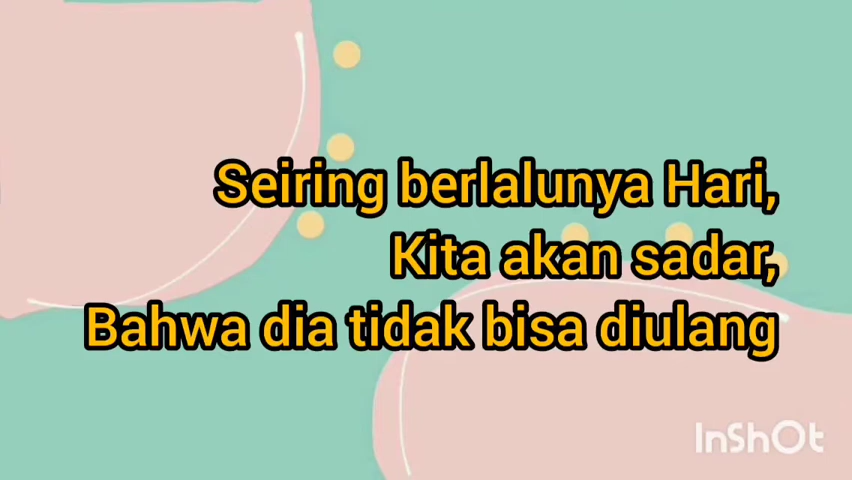 Seiring berlalunya Hari,
Kita akan sadar,
Bahwa dia tidak bisa diulang
InShOt